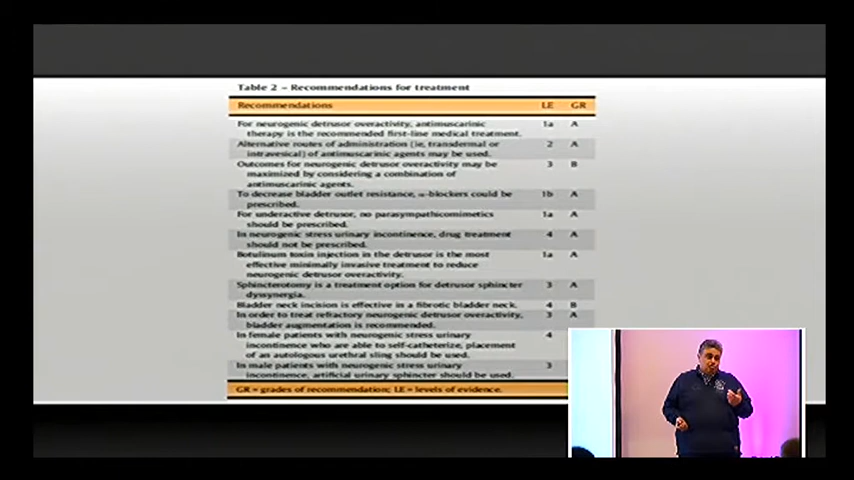 Table 2 – Recommendations for treatment
Recommendations LE GR
For neurogenic detrusor overactivity, antimuscarinic 1a A
therapy is the recommended first-line medical treatment.
Alternative routes of administration (ie, transdermal or 2 A
intravesical) of antimuscarinic agents may be used.
Outcomes for neurogenic detrusor overactivity may be 3 B
maximized by considering a combination of
antimuscarinic agents.
To decrease bladder outlet resistance, α-blockers could be 1b A
prescribed.
For underactive detrusor, no parasympathicomimetics 1a A
should be prescribed.
In neurogenic stress urinary incontinence, drug treatment 4 A
should not be prescribed.
Botulinum toxin injection in the detrusor is the most 1a A
effective minimally invasive treatment to reduce
neurogenic detrusor overactivity.
Sphincterotomy is a treatment option for detrusor sphincter 3 A
dyssynergia.
Bladder neck incision is effective in a fibrotic bladder neck. 4 B
In order to treat refractory neurogenic detrusor overactivity, 3 A
bladder augmentation is recommended.
In female patients with neurogenic stress urinary 4
incontinence who are able to self-catheterize, placement
of an autologous urethral sling should be used.
In male patients with neurogenic stress urinary 3
incontinence, artificial urinary sphincter should be used.
GR = grades of recommendation; LE = levels of evidence.